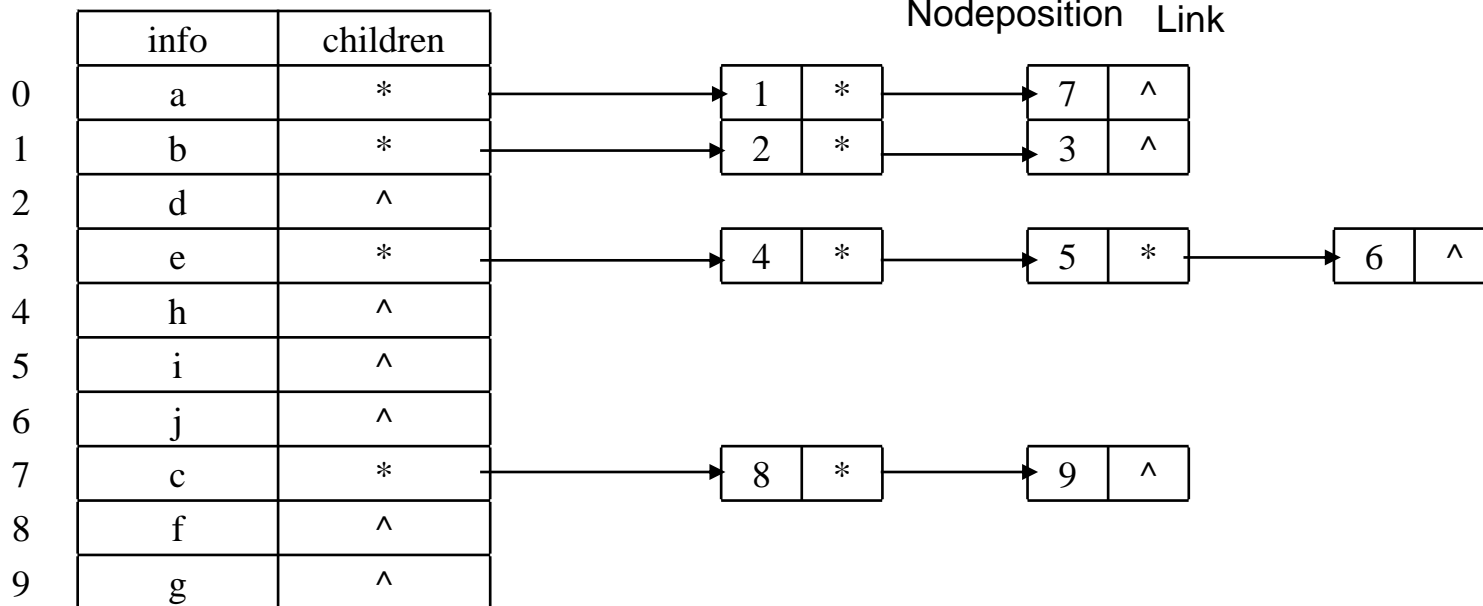 Nodeposition Link
info children
0 a * 1 * 7 ^
1 b * 2 * 3 ^
2 d ^
3 e * 4 * 5 * 6 ^
4 h ^
5 i ^
6 j ^
7 c * 8 * 9 ^
8 f ^
9 g ^